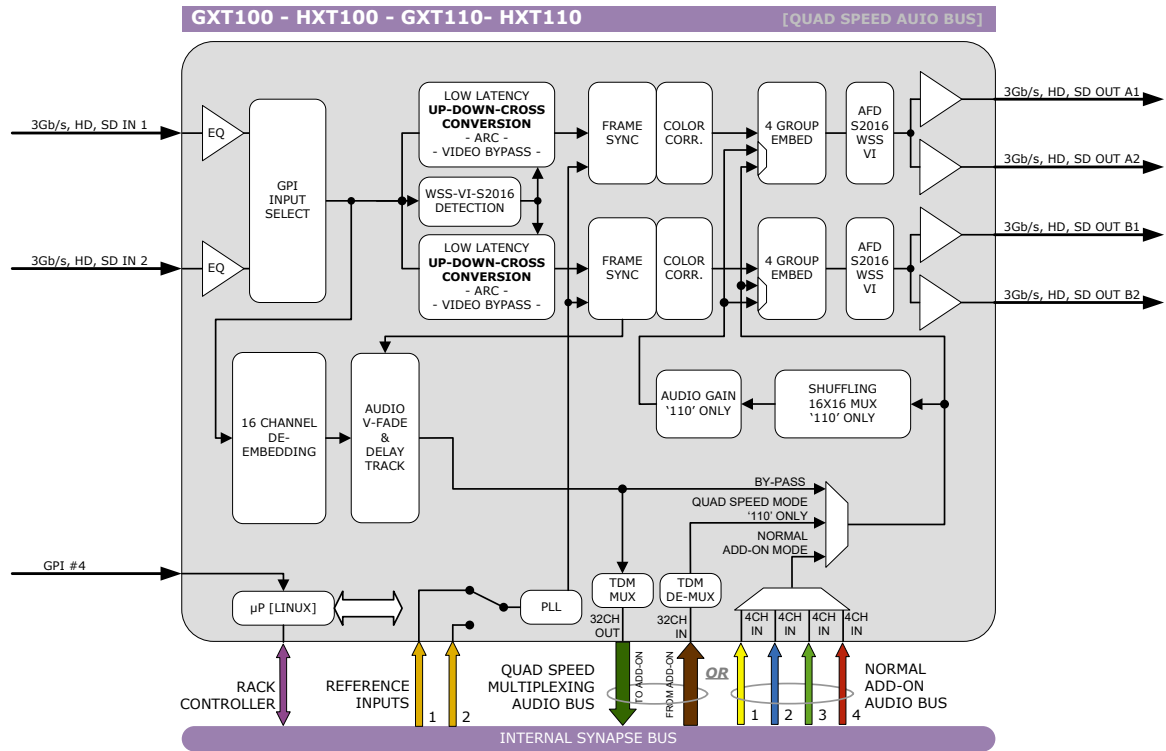 GXT100 - HXT100 - GXT110- HXT110
[QUAD SPEED AUIO BUS]
3Gb/s, HD, SD IN 1
3Gb/s, HD, SD IN 2
EQ
EQ
GPI
INPUT
SELECT
LOW LATENCY
UP-DOWN-CROSS
CONVERSION
- ARC -
- VIDEO BYPASS -
WSS-VI-S2016
DETECTION
LOW LATENCY
UP-DOWN-CROSS
CONVERSION
- ARC -
- VIDEO BYPASS -
FRAME
SYNC
COLOR
CORR.
4 GROUP
EMBED
AFD
S2016
WSS
VI
FRAME
SYNC
COLOR
CORR.
4 GROUP
EMBED
AFD
S2016
WSS
VI
3Gb/s, HD, SD OUT A1
3Gb/s, HD, SD OUT A2
3Gb/s, HD, SD OUT B1
3Gb/s, HD, SD OUT B2
16 CHANNEL
DE-
EMBEDDING
AUDIO
V-FADE
&
DELAY
TRACK
AUDIO GAIN
‘110’ ONLY
SHUFFLING
16X16 MUX
‘110’ ONLY
BY-PASS
QUAD SPEED MODE
‘110’ ONLY
NORMAL
ADD-ON MODE
GPI #4
µP [LINUX]
PLL
TDM
MUX
TDM
DE-MUX
32CH
OUT
32CH
IN
4CH
IN
4CH
IN
4CH
IN
4CH
IN
RACK
CONTROLLER
REFERENCE
INPUTS
1
2
QUAD SPEED
MULTIPLEXING
AUDIO BUS
TO ADD-ON
FROM ADD-ON
OR
1
2
3
4
NORMAL
ADD-ON
AUDIO BUS
INTERNAL SYNAPSE BUS